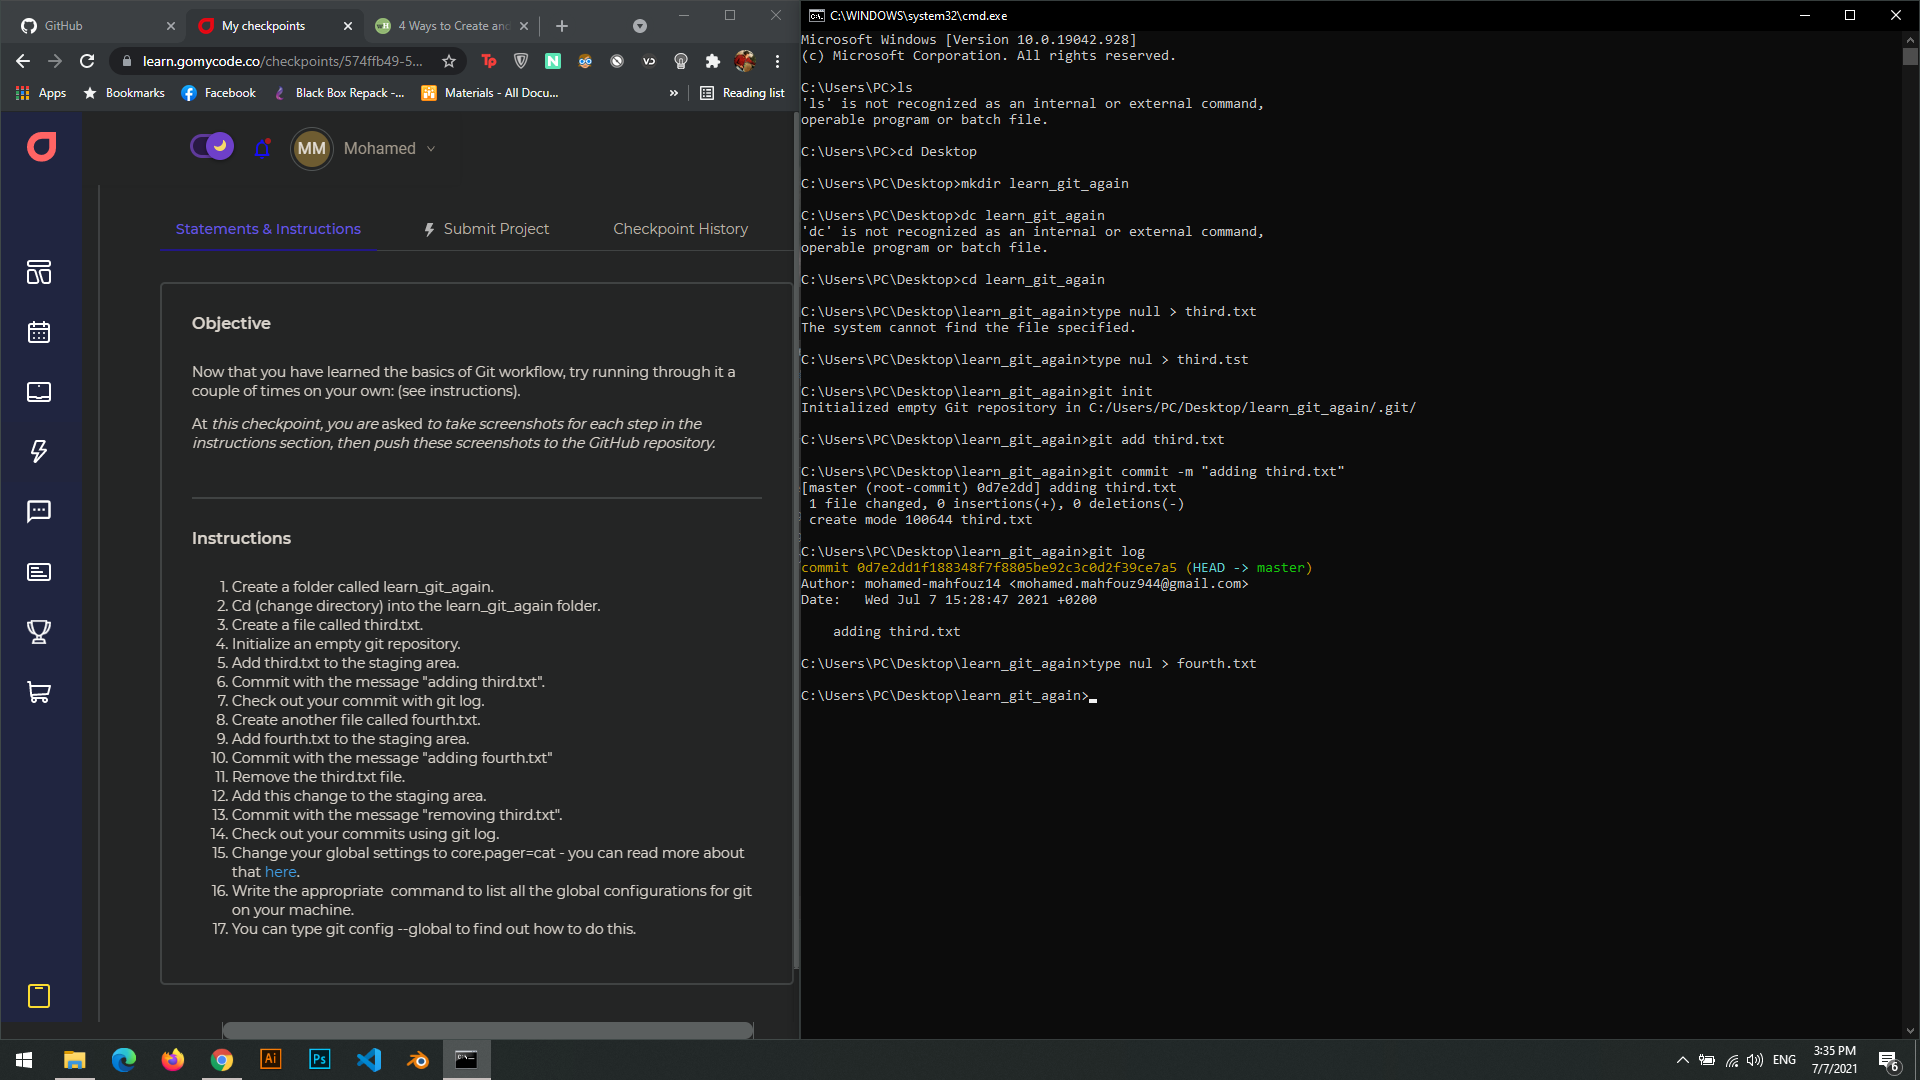 GitHub
My checkpoints
4 Ways to Create and
learn.gomycode.co/checkpoints/574ffb49-5...
Apps
Bookmarks
Facebook
Black Box Repack -...
Materials - All Docu...
»
Reading list
MM
Mohamed
Statements & Instructions
Submit Project
Checkpoint History
Objective
Now that you have learned the basics of Git workflow, try running through it a
couple of times on your own: (see instructions).
At this checkpoint, you are asked to take screenshots for each step in the
instructions section, then push these screenshots to the GitHub repository.
Instructions
1. Create a folder called learn_git_again.
2. Cd (change directory) into the learn_git_again folder.
3. Create a file called third.txt.
4. Initialize an empty git repository.
5. Add third.txt to the staging area.
6. Commit with the message "adding third.txt".
7. Check out your commit with git log.
8. Create another file called fourth.txt.
9. Add fourth.txt to the staging area.
10. Commit with the message "adding fourth.txt"
11. Remove the third.txt file.
12. Add this change to the staging area.
13. Commit with the message "removing third.txt".
14. Check out your commits using git log.
15. Change your global settings to core.pager=cat - you can read more about
that here.
16. Write the appropriate command to list all the global configurations for git
on your machine.
17. You can type git config --global to find out how to do this.
C:\WINDOWS\system32\cmd.exe
Microsoft Windows [Version 10.0.19042.928]
(c) Microsoft Corporation. All rights reserved.
C:\Users\PC>ls
'ls' is not recognized as an internal or external command,
operable program or batch file.
C:\Users\PC>cd Desktop
C:\Users\PC\Desktop>mkdir learn_git_again
C:\Users\PC\Desktop>dc learn_git_again
'dc' is not recognized as an internal or external command,
operable program or batch file.
C:\Users\PC\Desktop>cd learn_git_again
C:\Users\PC\Desktop\learn_git_again>type null > third.txt
The system cannot find the file specified.
C:\Users\PC\Desktop\learn_git_again>type nul > third.tst
C:\Users\PC\Desktop\learn_git_again>git init
Initialized empty Git repository in C:/Users/PC/Desktop/learn_git_again/.git/
C:\Users\PC\Desktop\learn_git_again>git add third.txt
C:\Users\PC\Desktop\learn_git_again>git commit -m "adding third.txt"
[master (root-commit) 0d7e2dd] adding third.txt
1 file changed, 0 insertions(+), 0 deletions(-)
create mode 100644 third.txt
C:\Users\PC\Desktop\learn_git_again>git log
commit 0d7e2dd1f188348f7f8805be92c3c0d2f39ce7a5 (HEAD -> master)
Author: mohamed-mahfouz14 <mohamed.mahfouz944@gmail.com>
Date:   Wed Jul 7 15:28:47 2021 +0200
adding third.txt
C:\Users\PC\Desktop\learn_git_again>type nul > fourth.txt
C:\Users\PC\Desktop\learn_git_again>
Ai
Ps
ENG
3:35 PM
7/7/2021
6